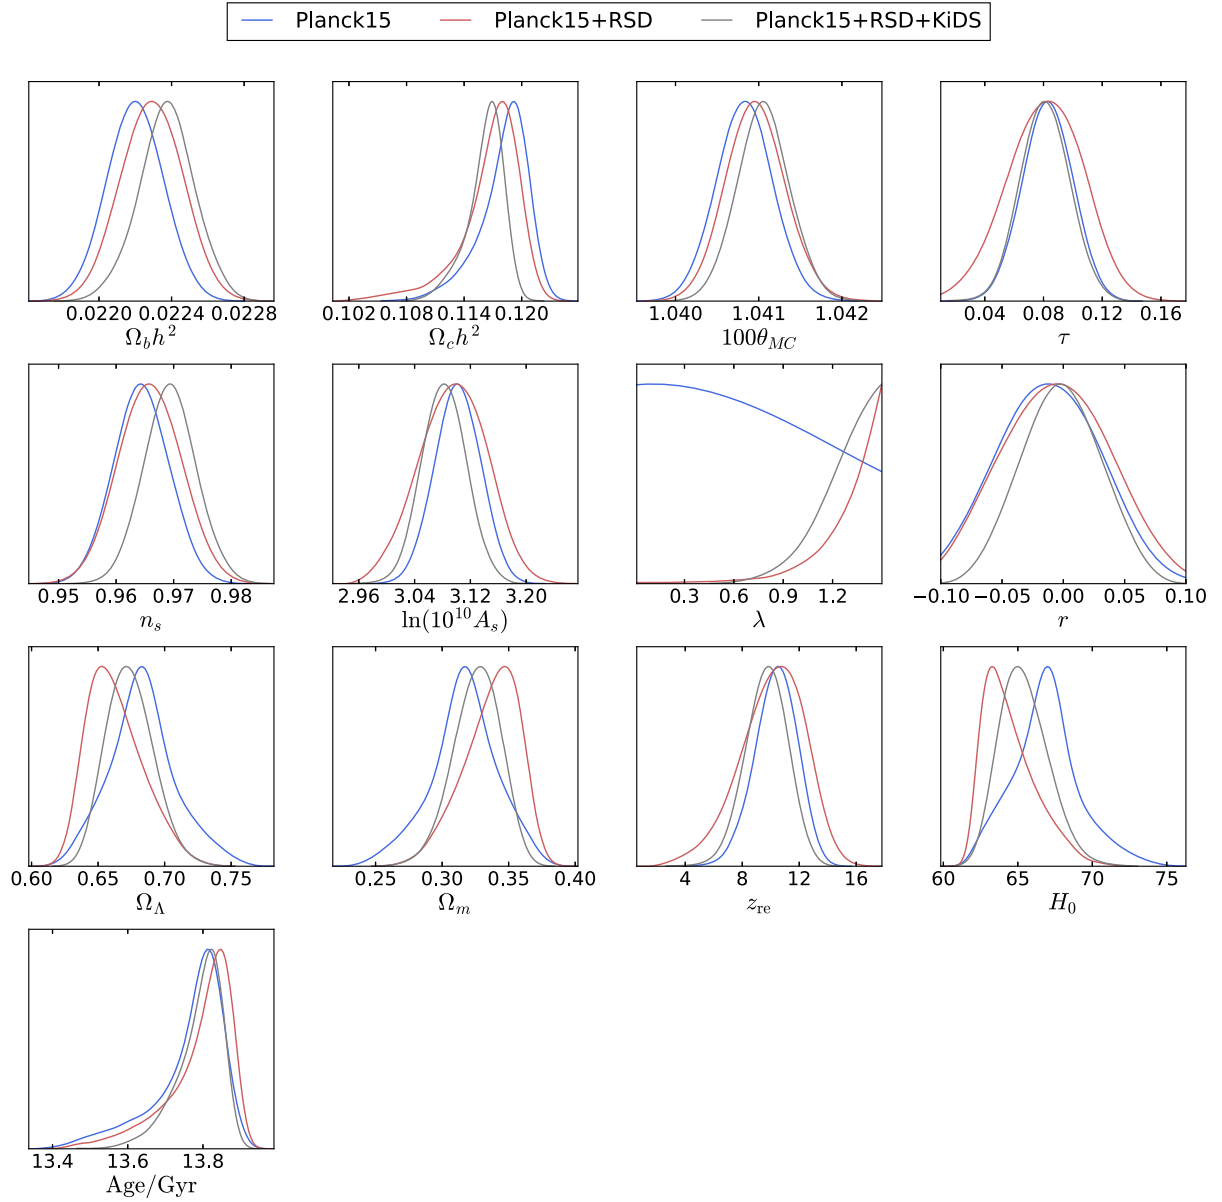 Planck15 Planck15+RSD Planck15+RSD+KiDS
0.0220 0.0224 0.0228 0.102 0.108 0.114 0.120 1.040 1.041 1.042 0.04 0.08 0.12 0.16
Ω_b h² Ω_c h² 100θ_MC τ
0.95 0.96 0.97 0.98 2.96 3.04 3.12 3.20 0.3 0.6 0.9 1.2 −0.10 −0.05 0.00 0.05 0.10
n_s ln(10¹⁰ A_s) λ r
0.60 0.65 0.70 0.75 0.25 0.30 0.35 0.40 4 8 12 16 60 65 70 75
Ω_Λ Ω_m z_re H_0
13.4 13.6 13.8
Age/Gyr